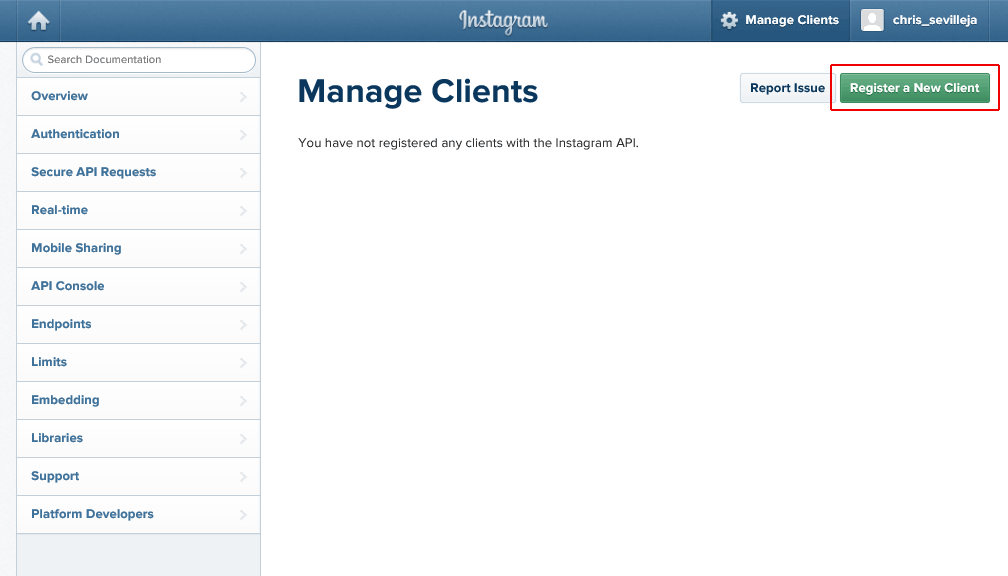 Instagram
Manage Clients
chris_sevilleja
Search Documentation
Overview
Authentication
Secure API Requests
Real-time
Mobile Sharing
API Console
Endpoints
Limits
Embedding
Libraries
Support
Platform Developers
Manage Clients
Report Issue
Register a New Client
You have not registered any clients with the Instagram API.